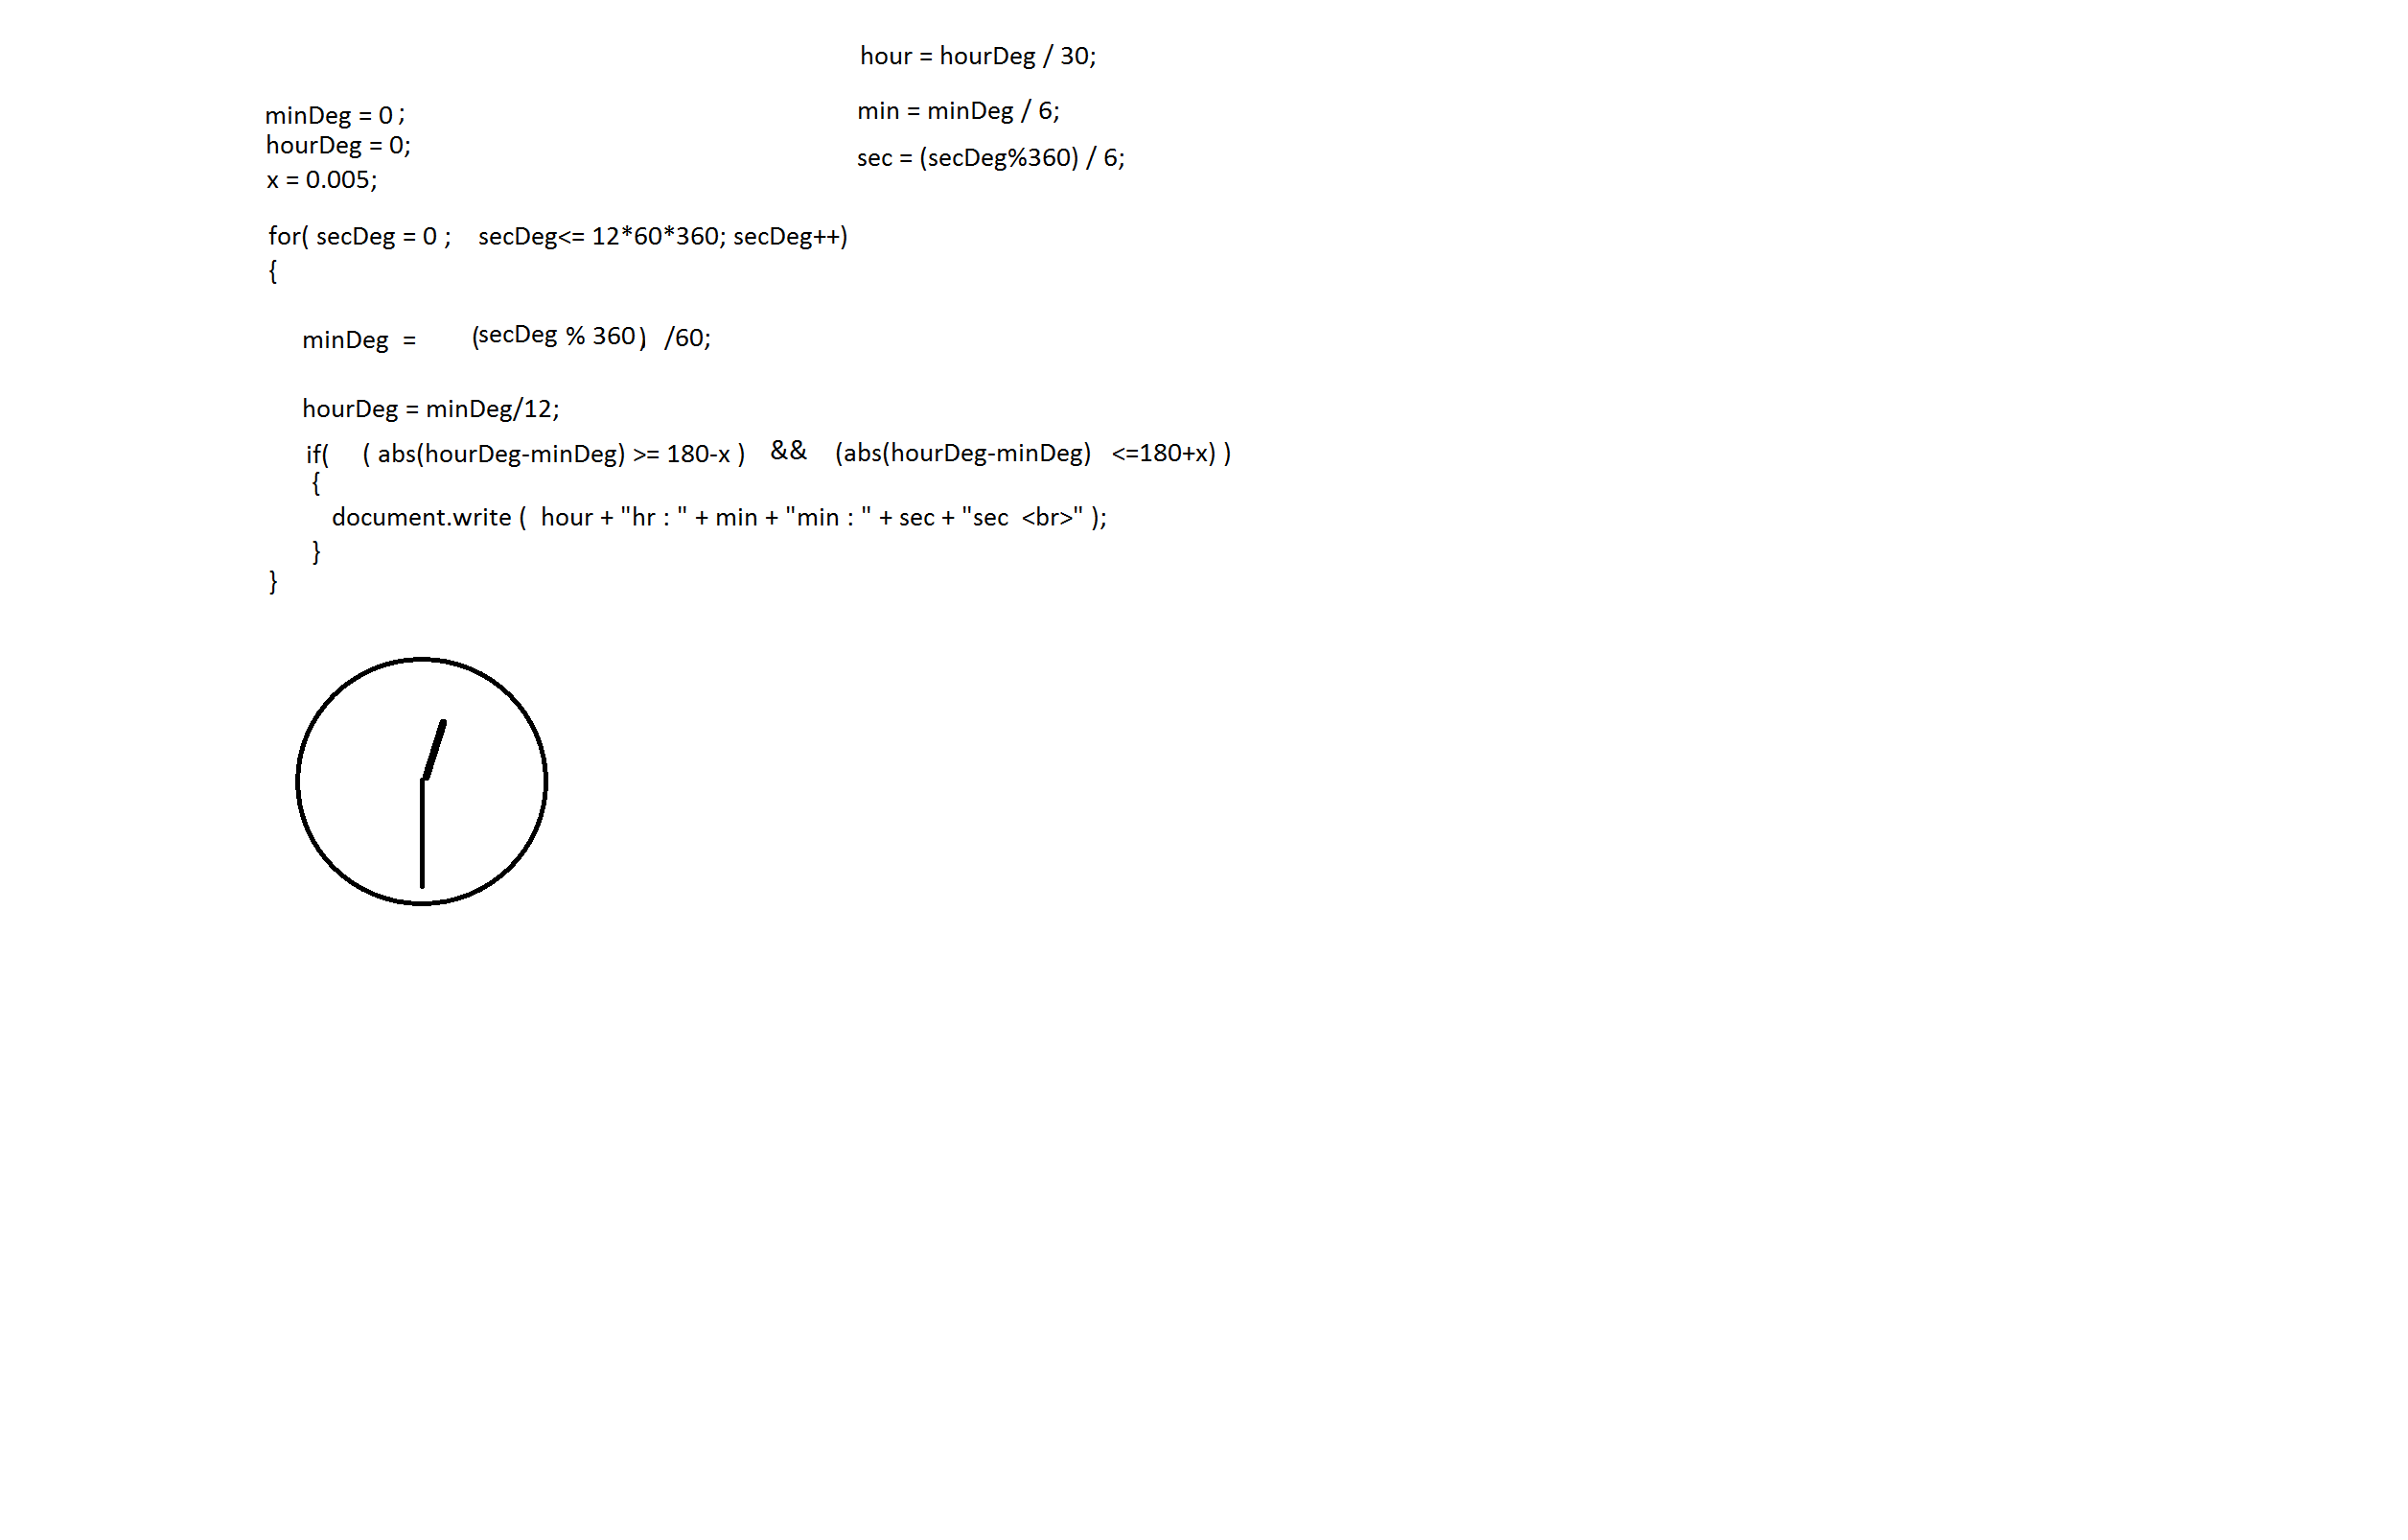 hour = hourDeg / 30;
min = minDeg / 6;
sec = (secDeg%360) / 6;
minDeg = 0 ;
hourDeg = 0;
x = 0.005;
for( secDeg = 0 ; secDeg<= 12*60*360; secDeg++)
{
minDeg = (secDeg % 360) /60;
hourDeg = minDeg/12;
if( ( abs(hourDeg-minDeg) >= 180-x ) && (abs(hourDeg-minDeg) <=180+x) )
{
document.write ( hour + "hr : " + min + "min : " + sec + "sec <br>" );
}
}